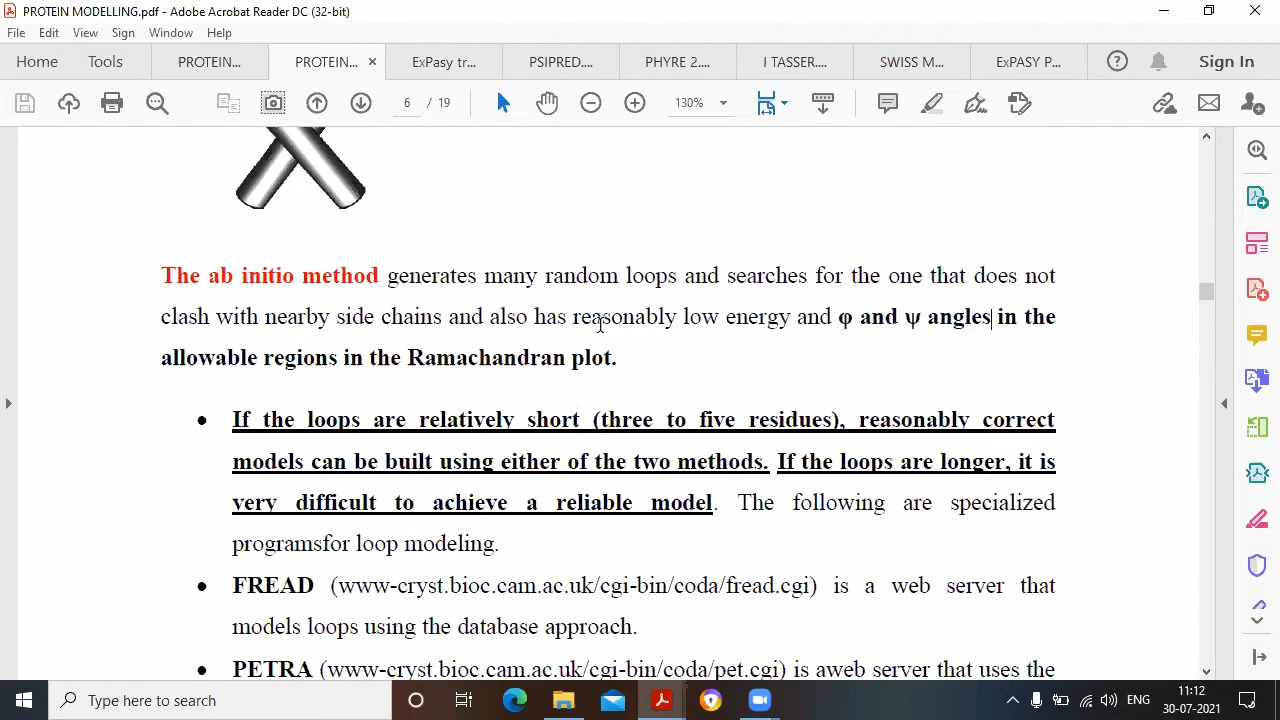 PROTEIN MODELLING.pdf - Adobe Acrobat Reader DC (32-bit)
File Edit View Sign Window Help
Home Tools PROTEIN... PROTEIN... × ExPasy tr... PSIPRED.... PHYRE 2.... I TASSER.... SWISS M... ExPASY P... Sign In
6 / 19 130%
The ab initio method generates many random loops and searches for the one that does not
clash with nearby side chains and also has reasonably low energy and φ and ψ angles in the
allowable regions in the Ramachandran plot.
• If the loops are relatively short (three to five residues), reasonably correct
models can be built using either of the two methods. If the loops are longer, it is
very difficult to achieve a reliable model. The following are specialized
programsfor loop modeling.
• FREAD (www-cryst.bioc.cam.ac.uk/cgi-bin/coda/fread.cgi) is a web server that
models loops using the database approach.
• PETRA (www-cryst.bioc.cam.ac.uk/cgi-bin/coda/pet.cgi) is aweb server that uses the
Type here to search
ENG 11:12
30-07-2021